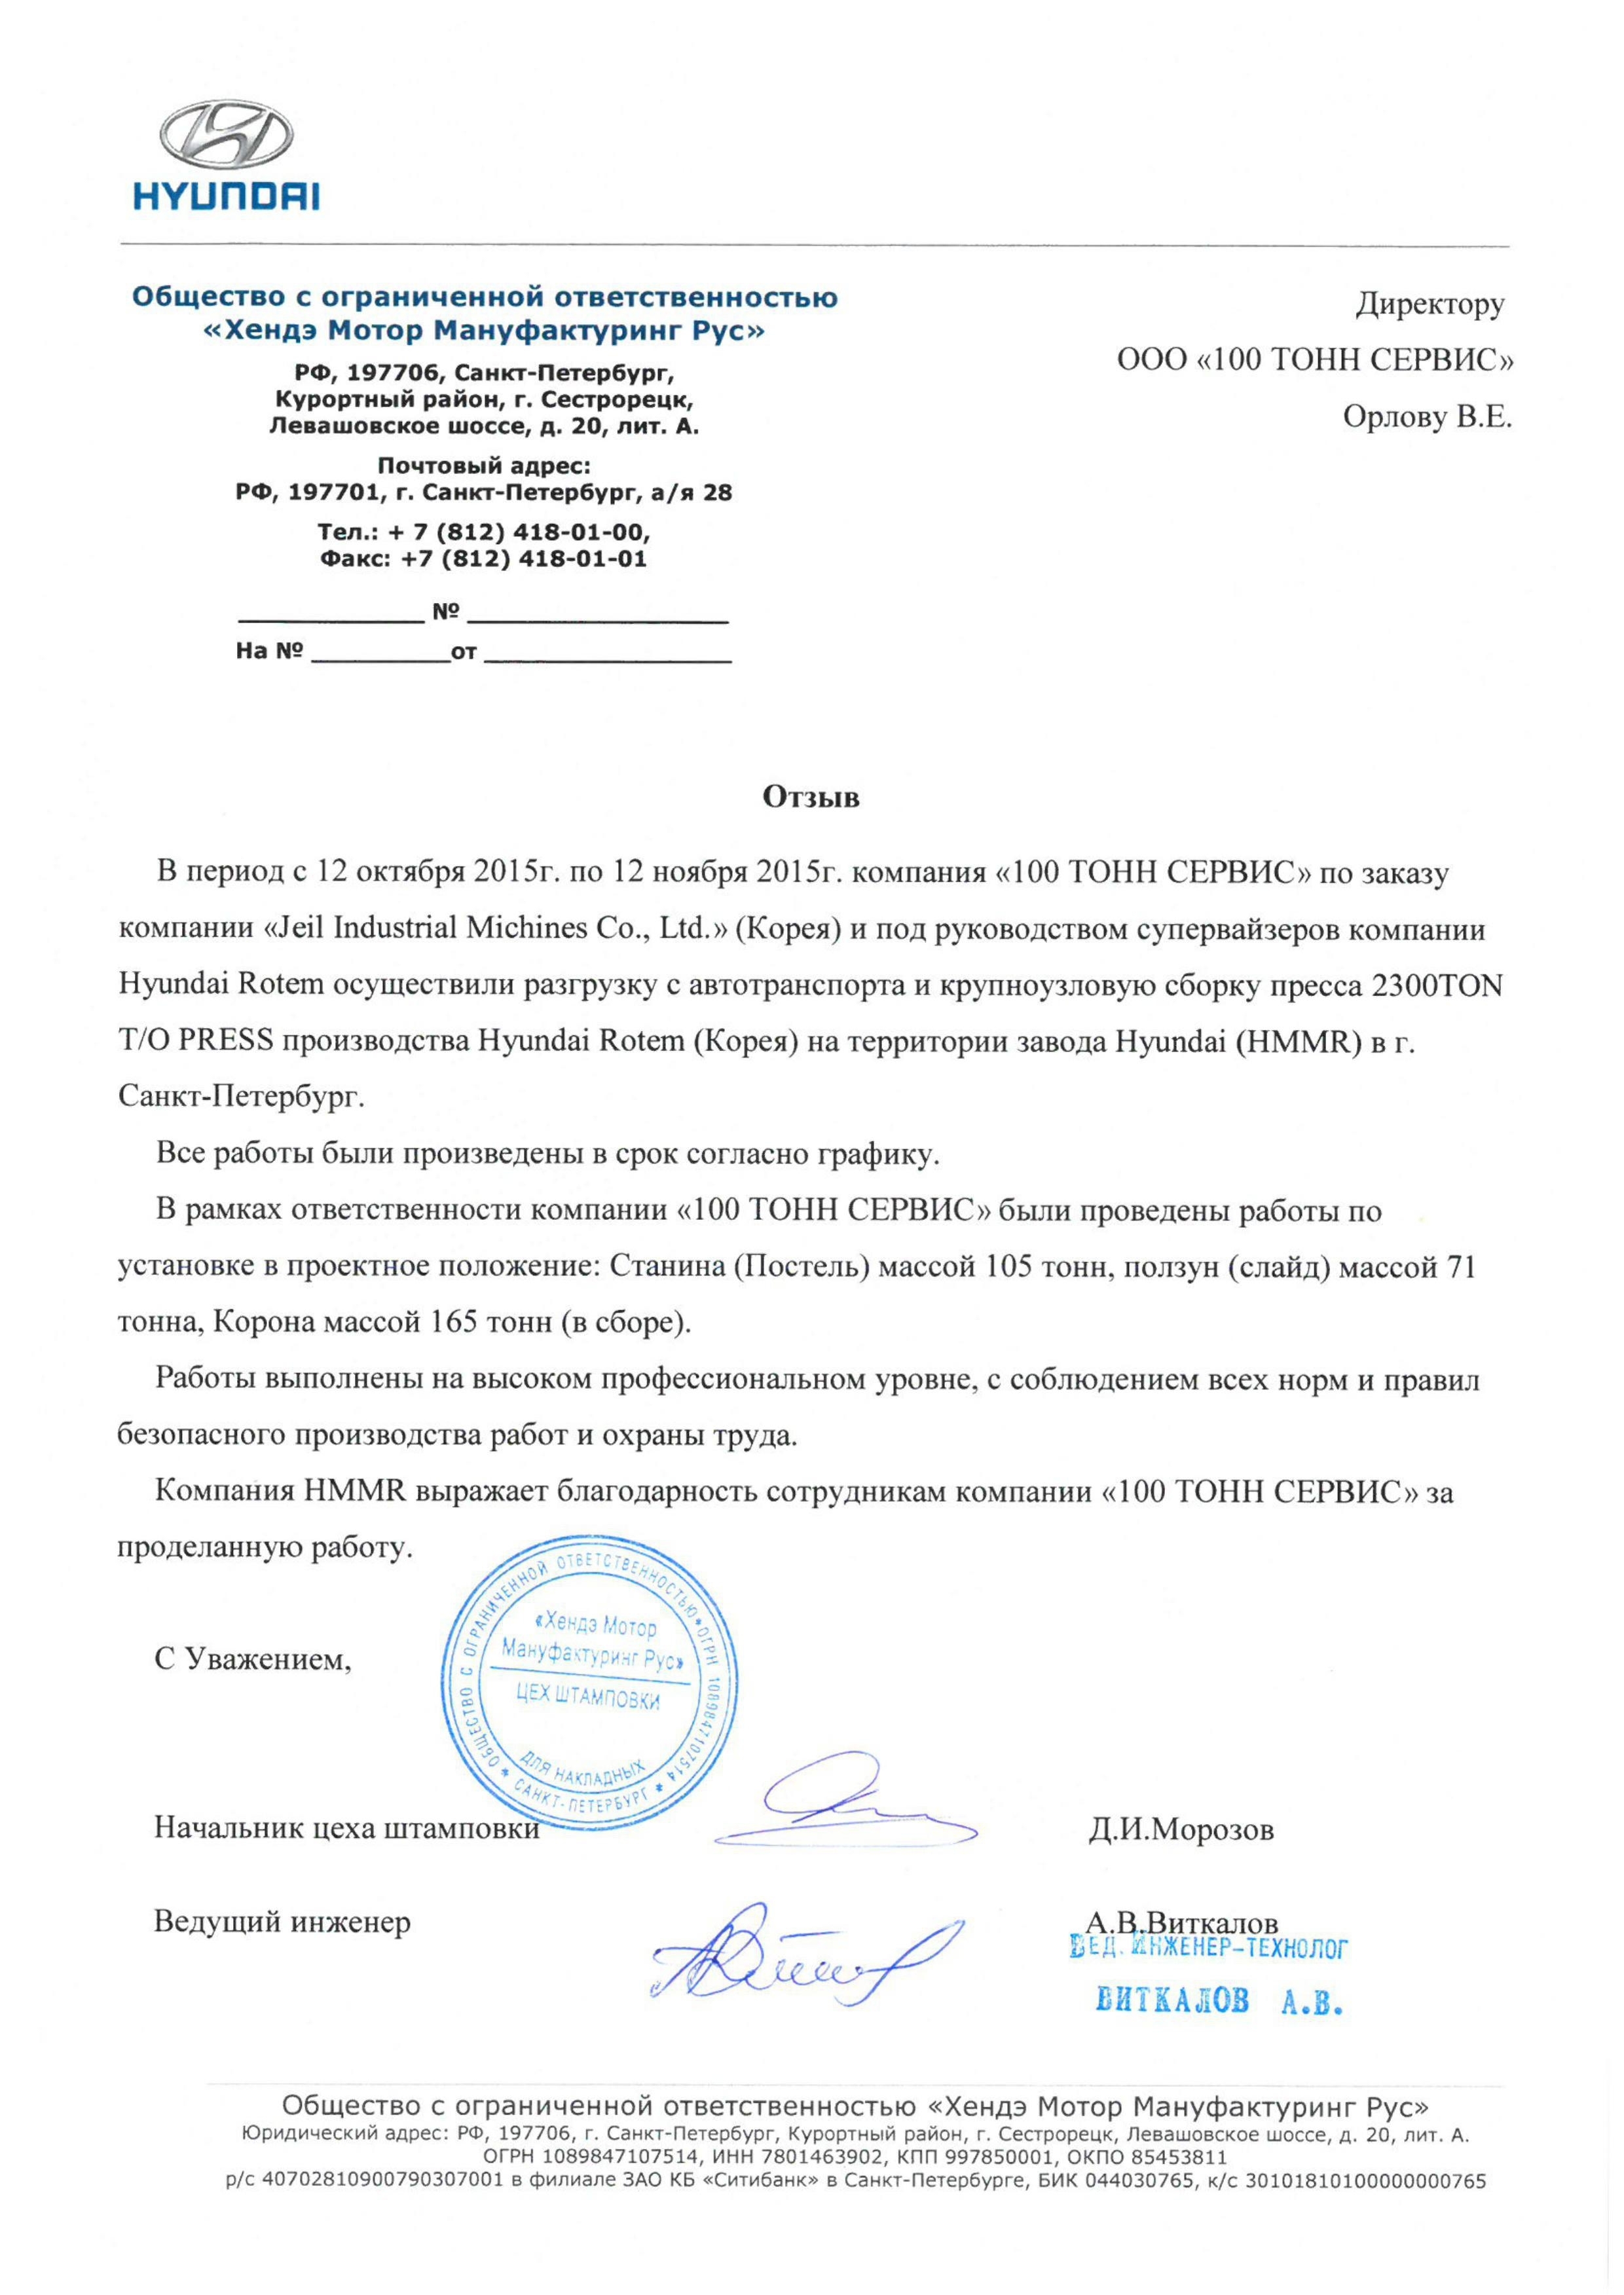 HYUNDAI
Общество с ограниченной ответственностью
«Хендэ Мотор Мануфактуринг Рус»
РФ, 197706, Санкт-Петербург,
Курортный район, г. Сестрорецк,
Левашовское шоссе, д. 20, лит. А.
Почтовый адрес:
РФ, 197701, г. Санкт-Петербург, а/я 28
Тел.: + 7 (812) 418-01-00,
Факс: +7 (812) 418-01-01
____________ № ________________
На № _________от ________________
Директору
ООО «100 ТОНН СЕРВИС»
Орлову В.Е.
Отзыв
В период с 12 октября 2015г. по 12 ноября 2015г. компания «100 ТОНН СЕРВИС» по заказу
компании «Jeil Industrial Michines Co., Ltd.» (Корея) и под руководством супервайзеров компании
Hyundai Rotem осуществили разгрузку с автотранспорта и крупноузловую сборку пресса 2300TON
T/O PRESS производства Hyundai Rotem (Корея) на территории завода Hyundai (HMMR) в г.
Санкт-Петербург.
Все работы были произведены в срок согласно графику.
В рамках ответственности компании «100 ТОНН СЕРВИС» были проведены работы по
установке в проектное положение: Станина (Постель) массой 105 тонн, ползун (слайд) массой 71
тонна, Корона массой 165 тонн (в сборе).
Работы выполнены на высоком профессиональном уровне, с соблюдением всех норм и правил
безопасного производства работ и охраны труда.
Компания HMMR выражает благодарность сотрудникам компании «100 ТОНН СЕРВИС» за
проделанную работу.
С Уважением,
ОБЩЕСТВО С ОГРАНИЧЕННОЙ ОТВЕТСТВЕННОСТЬЮ * ОГРН 1089847107514 *
«Хендэ Мотор
Мануфактуринг Рус»
ЦЕХ ШТАМПОВКИ
ДЛЯ НАКЛАДНЫХ
* САНКТ-ПЕТЕРБУРГ *
Начальник цеха штамповки
Д.И.Морозов
Ведущий инженер
А.В.Виткалов
ВЕД. ИНЖЕНЕР-ТЕХНОЛОГ
ВИТКАЛОВ А.В.
Общество с ограниченной ответственностью «Хендэ Мотор Мануфактуринг Рус»
Юридический адрес: РФ, 197706, г. Санкт-Петербург, Курортный район, г. Сестрорецк, Левашовское шоссе, д. 20, лит. А.
ОГРН 1089847107514, ИНН 7801463902, КПП 997850001, ОКПО 85453811
р/с 40702810900790307001 в филиале ЗАО КБ «Ситибанк» в Санкт-Петербурге, БИК 044030765, к/с 30101810100000000765